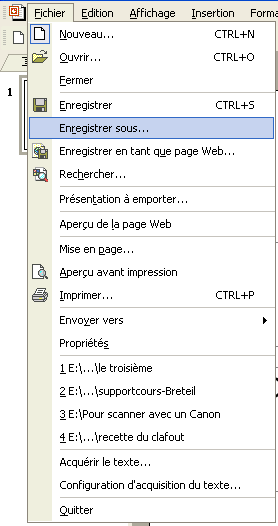 Fichier Edition Affichage Insertion Forma
Nouveau... CTRL+N
Ouvrir... CTRL+O
Fermer
1
Enregistrer CTRL+S
Enregistrer sous...
Enregistrer en tant que page Web...
Rechercher...
Présentation à emporter...
Aperçu de la page Web
Mise en page...
Aperçu avant impression
Imprimer... CTRL+P
Envoyer vers
Propriétés
1 E:\...\le troisième
2 E:\...\supportcours-Breteil
3 E:\Pour scanner avec un Canon
4 E:\...\recette du clafout
Acquérir le texte...
Configuration d'acquisition du texte...
Quitter